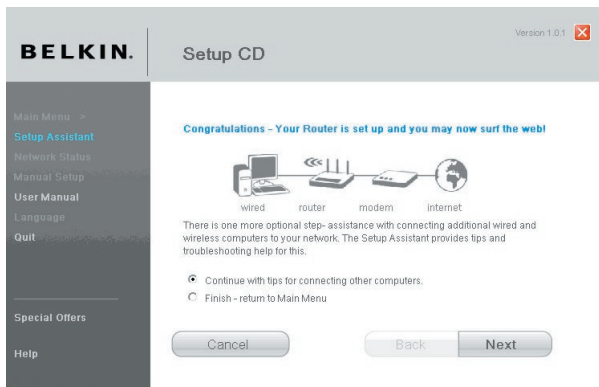 Version 1.0.1
BELKIN.
Setup CD
Main Menu >
Setup Assistant
Network Status
Manual Setup
User Manual
Language
Quit
Special Offers
Help
Congratulations - Your Router is set up and you may now surf the web!
wired router modem internet
There is one more optional step- assistance with connecting additional wired and
wireless computers to your network. The Setup Assistant provides tips and
troubleshooting help for this.
Continue with tips for connecting other computers.
Finish - return to Main Menu
Cancel
Back
Next